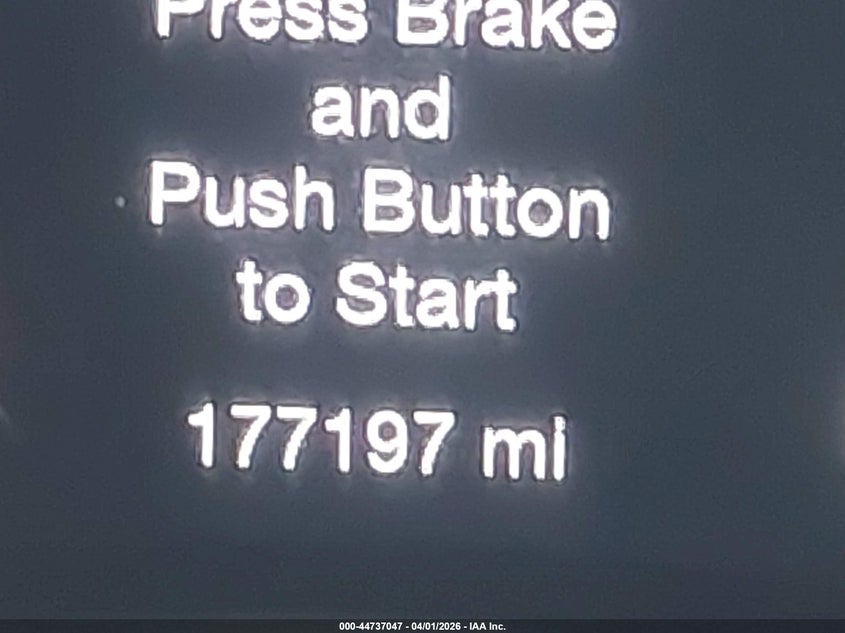 Press Brake
and
Push Button
to Start
177197 mi
000-44737047 - 04/01/2026 - IAA Inc.